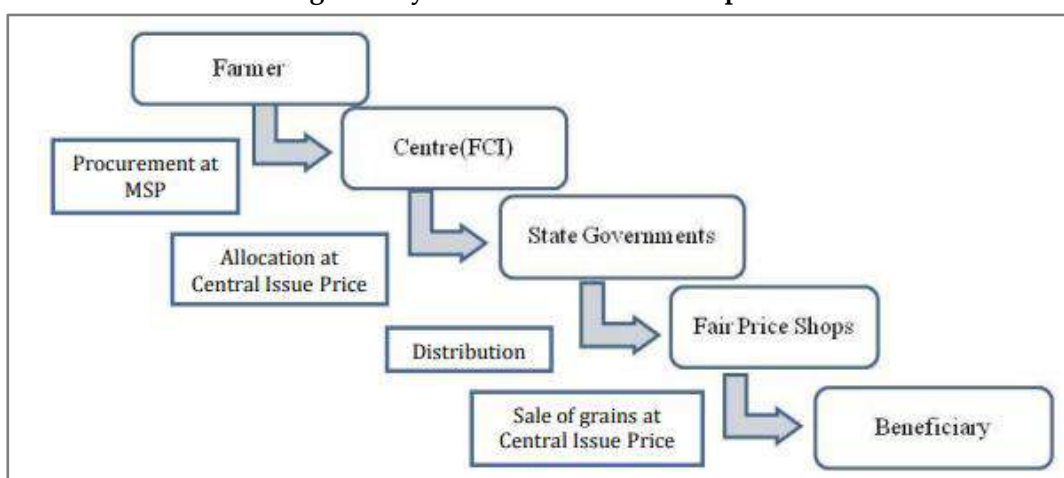 Farmer
Procurement at
MSP
Centre(FCI)
Allocation at
Central Issue Price
State Governments
Distribution
Fair Price Shops
Sale of grains at
Central Issue Price
Beneficiary